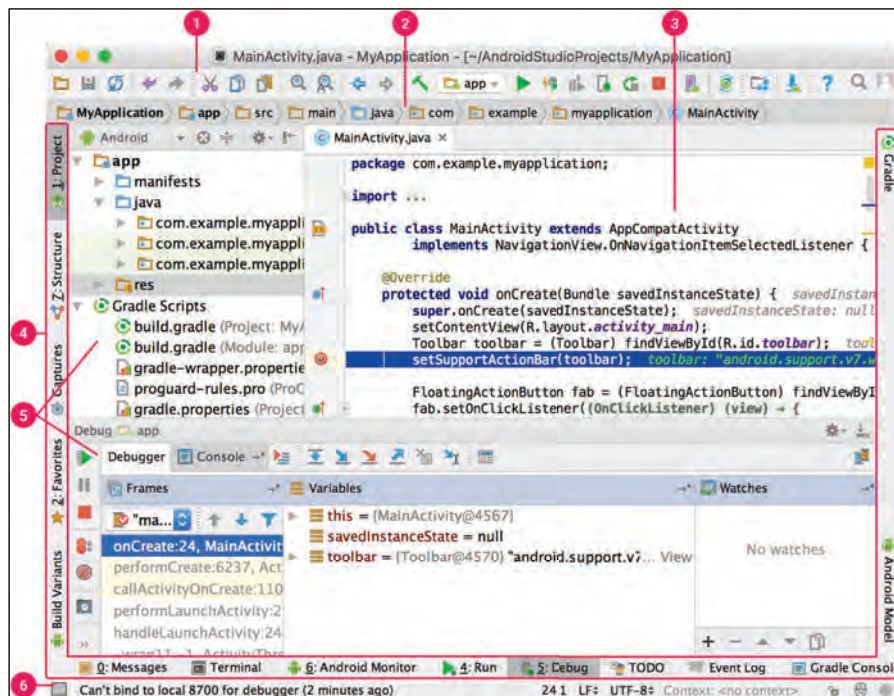 1
2
3
MainActivity.java - MyApplication - [~/AndroidStudioProjects/MyApplication]
app
?
MyApplication app src main java com example myapplication MainActivity
Android
MainActivity.java ×
1: Project
Z: Structure
Captures
2: Favorites
Build Variants
Gradle
Android Model
4
5
6
app
manifests
java
com.example.myappli
com.example.myappli
com.example.myappli
res
Gradle Scripts
build.gradle (Project: MyA
build.gradle (Module: app
gradle-wrapper.properties
proguard-rules.pro (ProG
gradle.properties (Project
package com.example.myapplication;
import ...
public class MainActivity extends AppCompatActivity
implements NavigationView.OnNavigationItemSelectedListener {
@Override
protected void onCreate(Bundle savedInstanceState) { savedInstan
super.onCreate(savedInstanceState); savedInstanceState: null
setContentView(R.layout.activity_main);
Toolbar toolbar = (Toolbar) findViewById(R.id.toolbar); tool
setSupportActionBar(toolbar); toolbar: "android.support.v7.w
FloatingActionButton fab = (FloatingActionButton) findViewByI
fab.setOnClickListener((OnClickListener) (view) → {
Debug app
Debugger Console
Frames Variables Watches
"ma...
onCreate:24, MainActivit
performCreate:6237, Act
callActivityOnCreate:110
performLaunchActivity:2
handleLaunchActivity:24
-wrap11:-1, ActivityThre
this = {MainActivity@4567}
savedInstanceState = null
toolbar = {Toolbar@4570} "android.support.v7... View
No watches
0: Messages Terminal 6: Android Monitor 4: Run 5: Debug TODO Event Log Gradle Consol
Can't bind to local 8700 for debugger (2 minutes ago) 24:1 LF÷ UTF-8÷ Context: <no context>